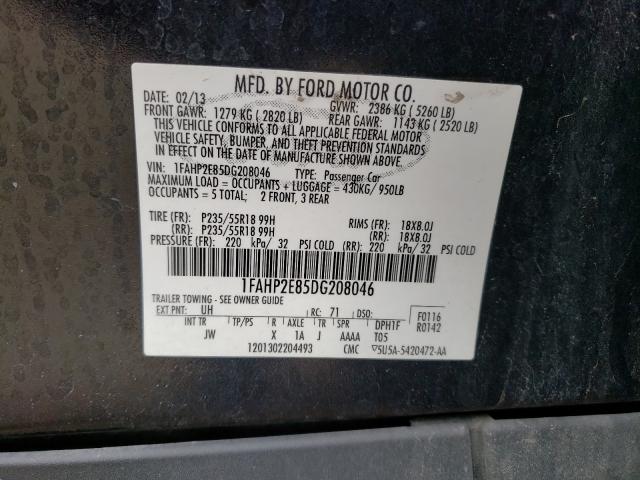 MFD. BY FORD MOTOR CO.
DATE: 02/13 GVWR: 2386 KG ( 5260 LB)
FRONT GAWR: 1279 KG ( 2820 LB) REAR GAWR: 1143 KG ( 2520 LB)
THIS VEHICLE CONFORMS TO ALL APPLICABLE FEDERAL MOTOR
VEHICLE SAFETY, BUMPER, AND THEFT PREVENTION STANDARDS
IN EFFECT ON THE DATE OF MANUFACTURE SHOWN ABOVE.
VIN: 1FAHP2E85DG208046 TYPE: Passenger Car
MAXIMUM LOAD = OCCUPANTS + LUGGAGE = 430KG/ 950LB
OCCUPANTS = 5 TOTAL; 2 FRONT, 3 REAR
TIRE (FR): P235/55R18 99H RIMS (FR): 18X8.0J
(RR): P235/55R18 99H (RR): 18X8.0J
PRESSURE (FR): 220 kPa/ 32 PSI COLD (RR): 220 kPa/ 32 PSI COLD
1FAHP2E85DG208046
TRAILER TOWING - SEE OWNER GUIDE
EXT PNT: UH RC: 71 DSO: F0116
R0142
INT TR TP/PS R AXLE TR SPR DPH1F
JW X 1A J AAAA T05
1201302204493 CMC ▽5U5A-5420472-AA